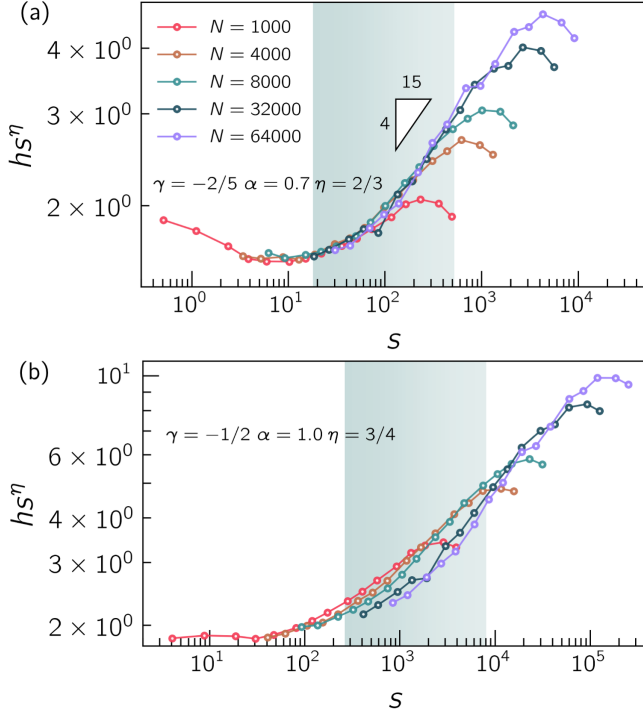 (a)
N = 1000
N = 4000
N = 8000
N = 32000
N = 64000
15
4
γ = −2/5 α = 0.7 η = 2/3
hs^η
4 × 10⁰
3 × 10⁰
2 × 10⁰
10⁰ 10¹ 10² 10³ 10⁴
s
(b)
γ = −1/2 α = 1.0 η = 3/4
hs^η
10¹
6 × 10⁰
4 × 10⁰
3 × 10⁰
2 × 10⁰
10¹ 10² 10³ 10⁴ 10⁵
s